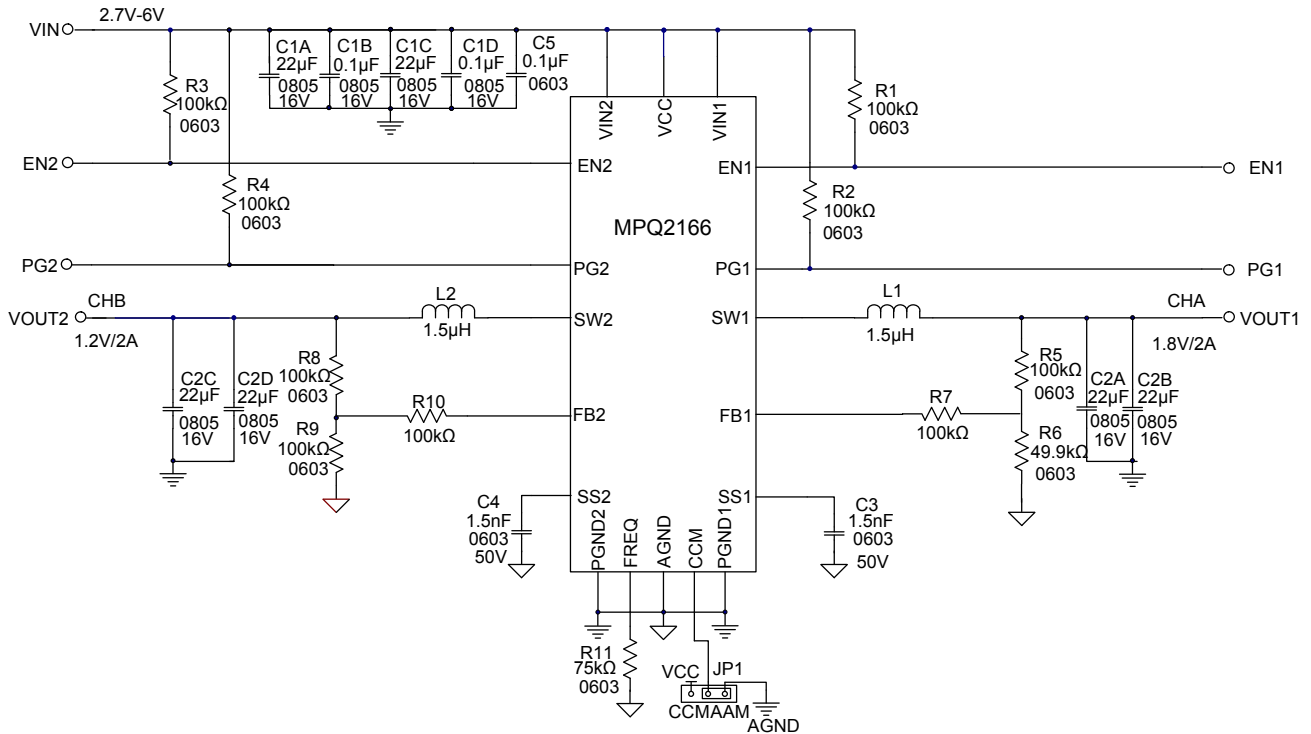 2.7V-6V
VIN
R3
100kΩ
0603
C1A
22µF
0805
16V
C1B
0.1µF
0805
16V
C1C
22µF
0805
16V
C1D
0.1µF
0805
16V
C5
0.1µF
0603
VIN2
VCC
VIN1
R1
100kΩ
0603
EN2
EN2
EN1
EN1
R4
100kΩ
0603
R2
100kΩ
0603
MPQ2166
PG2
PG2
PG1
PG1
VOUT2
CHB
1.2V/2A
L2
1.5µH
SW2
SW1
L1
1.5µH
CHA
VOUT1
1.8V/2A
C2C
22µF
0805
16V
C2D
22µF
0805
16V
R8
100kΩ
0603
R9
100kΩ
0603
R10
100kΩ
FB2
FB1
R7
100kΩ
R5
100kΩ
0603
R6
49.9kΩ
0603
C2A
22µF
0805
16V
C2B
22µF
0805
16V
C4
1.5nF
0603
50V
SS2
SS1
C3
1.5nF
0603
50V
PGND2
FREQ
AGND
CCM
PGND1
R11
75kΩ
0603
VCC
JP1
CCMAAM
AGND